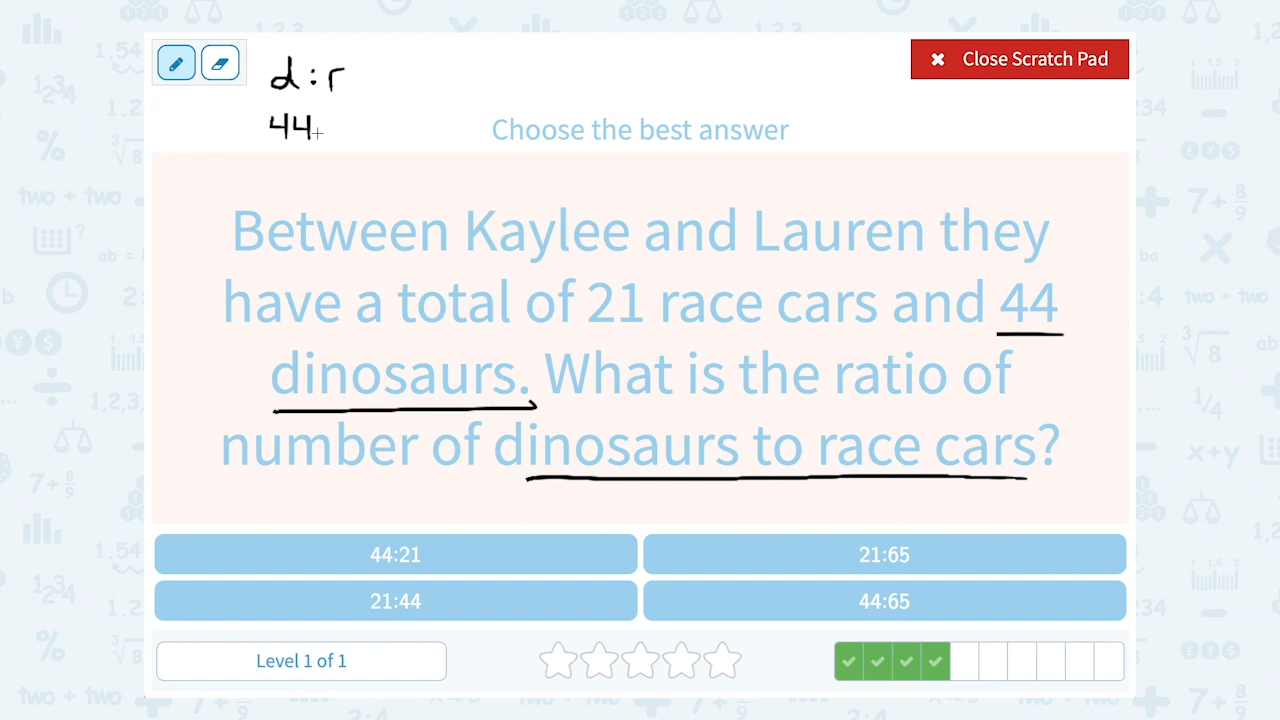 d:r
Close Scratch Pad
44
Choose the best answer
Between Kaylee and Lauren they
have a total of 21 race cars and 44
dinosaurs. What is the ratio of
number of dinosaurs to race cars?
44:21
21:65
21:44
44:65
Level 1 of 1